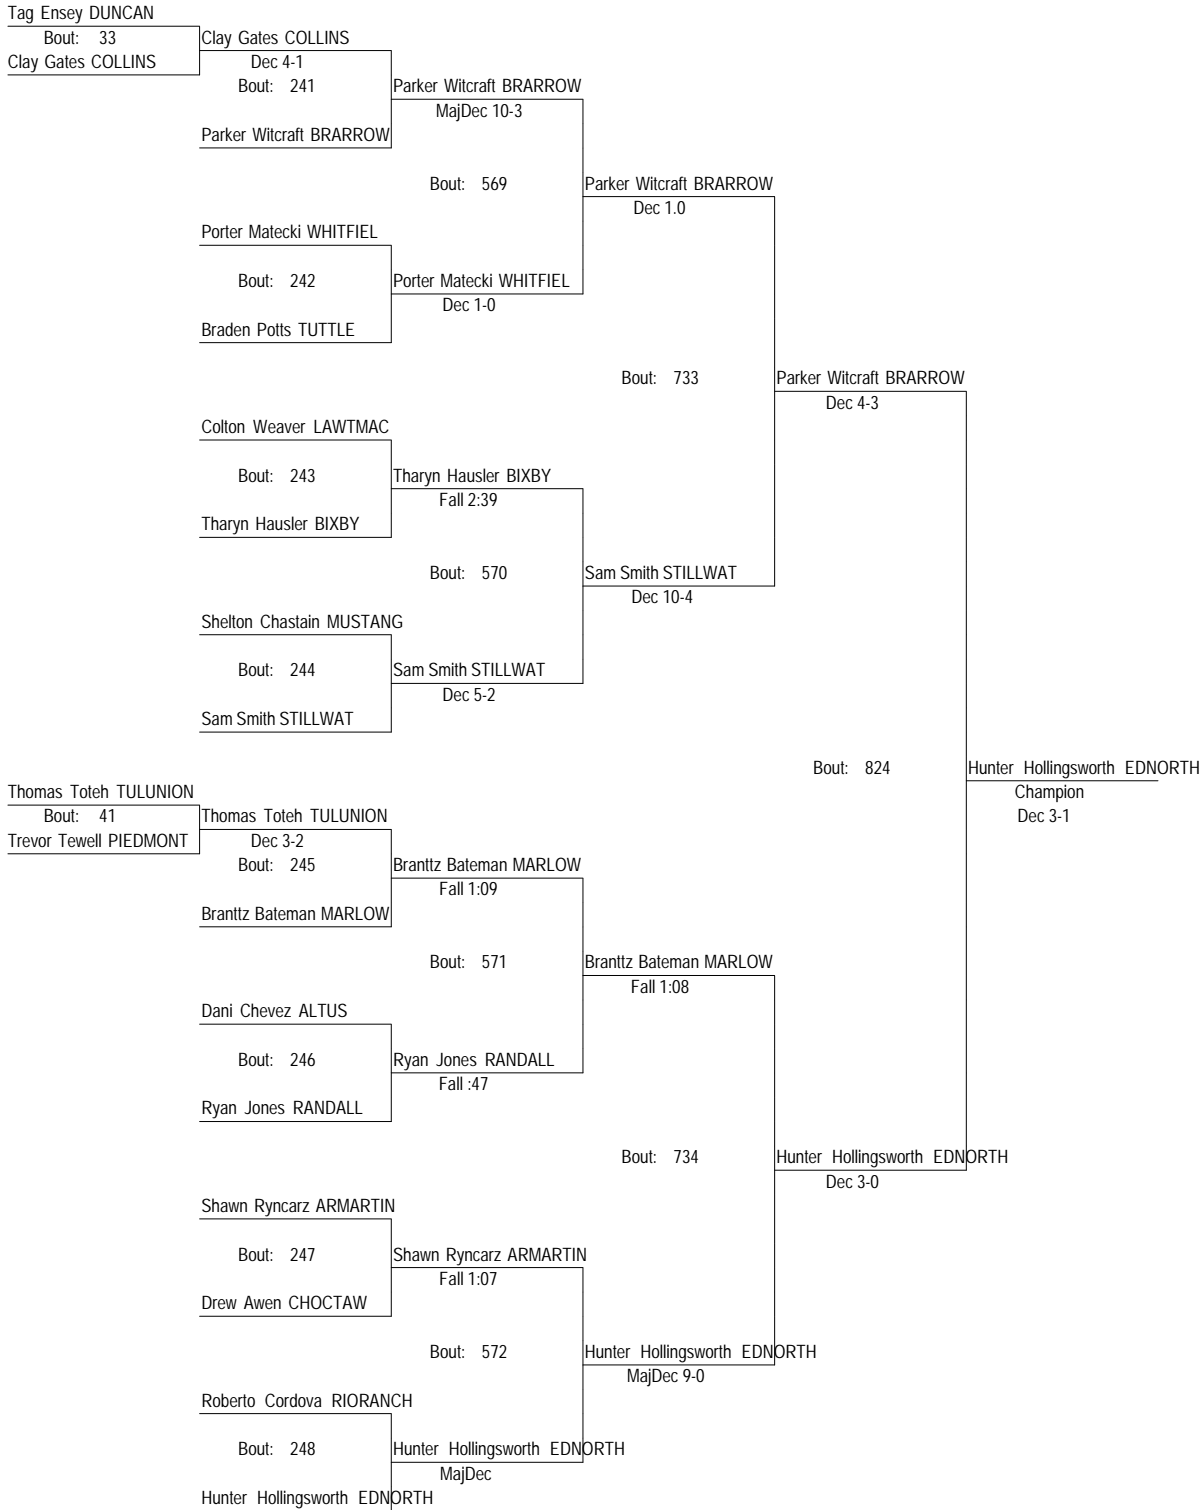 Tag Ensey DUNCAN
Bout: 33
Clay Gates COLLINS
Clay Gates COLLINS
Dec 4-1
Bout: 241
Parker Witcraft BRARROW
Parker Witcraft BRARROW
MajDec 10-3
Bout: 569
Parker Witcraft BRARROW
Dec 1.0
Porter Matecki WHITFIEL
Bout: 242
Porter Matecki WHITFIEL
Dec 1-0
Braden Potts TUTTLE
Bout: 733
Parker Witcraft BRARROW
Dec 4-3
Colton Weaver LAWTMAC
Bout: 243
Tharyn Hausler BIXBY
Fall 2:39
Tharyn Hausler BIXBY
Bout: 570
Sam Smith STILLWAT
Dec 10-4
Shelton Chastain MUSTANG
Bout: 244
Sam Smith STILLWAT
Dec 5-2
Sam Smith STILLWAT
Bout: 824
Hunter Hollingsworth EDNORTH
Champion
Dec 3-1
Thomas Toteh TULUNION
Bout: 41
Trevor Tewell PIEDMONT
Thomas Toteh TULUNION
Dec 3-2
Bout: 245
Branttz Bateman MARLOW
Branttz Bateman MARLOW
Fall 1:09
Bout: 571
Branttz Bateman MARLOW
Fall 1:08
Dani Chevez ALTUS
Bout: 246
Ryan Jones RANDALL
Fall :47
Ryan Jones RANDALL
Bout: 734
Hunter Hollingsworth EDNORTH
Dec 3-0
Shawn Ryncarz ARMARTIN
Bout: 247
Shawn Ryncarz ARMARTIN
Fall 1:07
Drew Awen CHOCTAW
Bout: 572
Hunter Hollingsworth EDNORTH
MajDec 9-0
Roberto Cordova RIORANCH
Bout: 248
Hunter Hollingsworth EDNORTH
MajDec
Hunter Hollingsworth EDNORTH